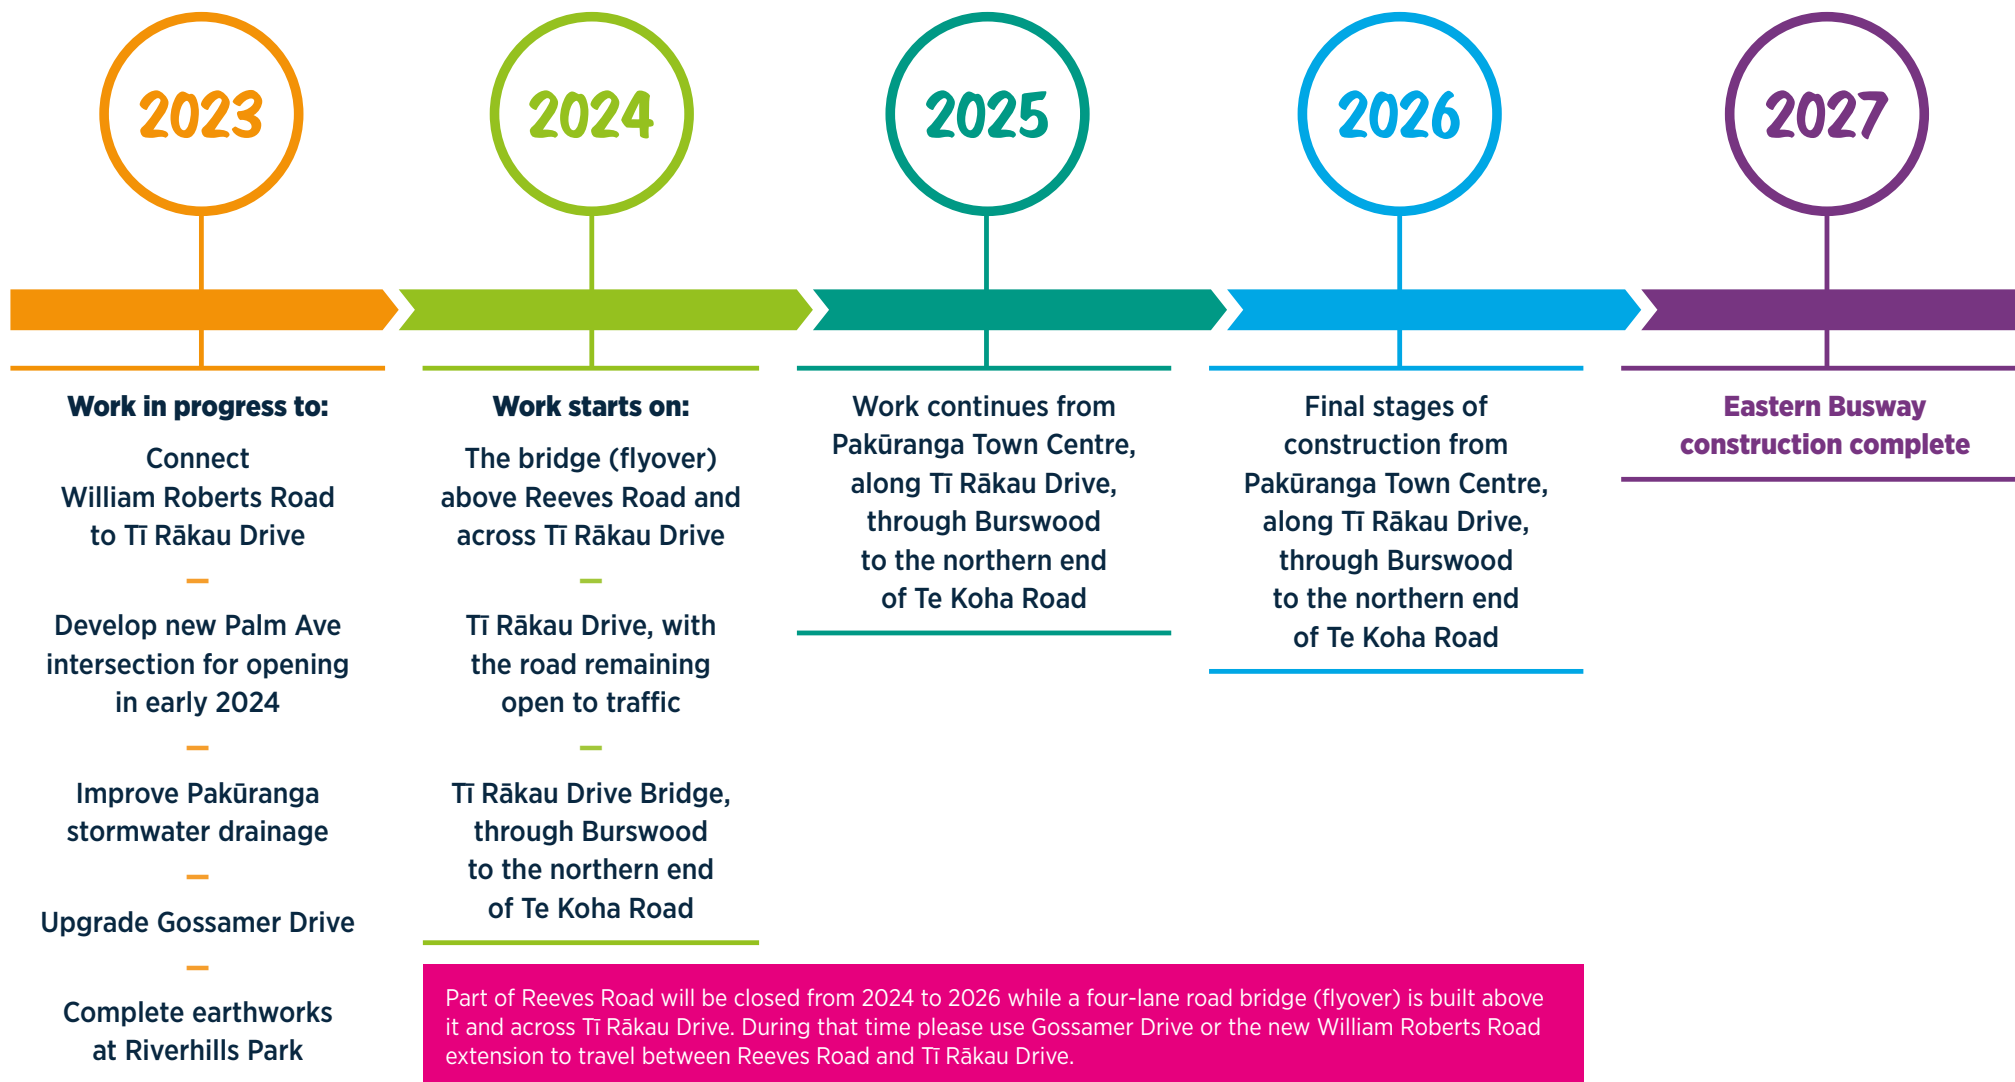 2023
2024
2025
2026
2027
Work in progress to:
Connect
William Roberts Road
to Tī Rākau Drive
Develop new Palm Ave
intersection for opening
in early 2024
Improve Pakūranga
stormwater drainage
Upgrade Gossamer Drive
Complete earthworks
at Riverhills Park
Work starts on:
The bridge (flyover)
above Reeves Road and
across Tī Rākau Drive
Tī Rākau Drive, with
the road remaining
open to traffic
Tī Rākau Drive Bridge,
through Burswood
to the northern end
of Te Koha Road
Work continues from
Pakūranga Town Centre,
along Tī Rākau Drive,
through Burswood
to the northern end
of Te Koha Road
Final stages of
construction from
Pakūranga Town Centre,
along Tī Rākau Drive,
through Burswood
to the northern end
of Te Koha Road
Eastern Busway
construction complete
Part of Reeves Road will be closed from 2024 to 2026 while a four-lane road bridge (flyover) is built above
it and across Tī Rākau Drive. During that time please use Gossamer Drive or the new William Roberts Road
extension to travel between Reeves Road and Tī Rākau Drive.